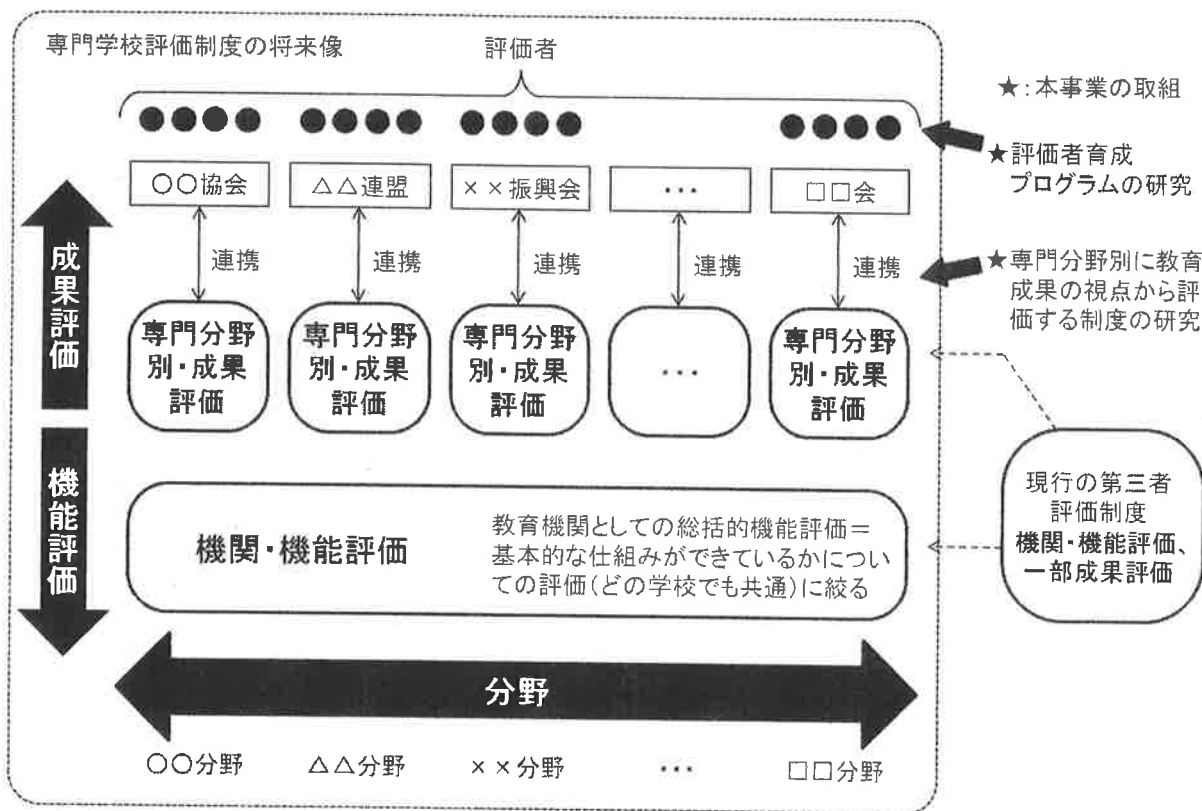 専門学校評価制度の将来像
評価者
★:本事業の取組
★評価者育成
プログラムの研究
○○協会
△△連盟
××振興会
…
□□会
連携
連携
連携
連携
★専門分野別に教育
成果の視点から評
価する制度の研究
成果評価
専門分野
別・成果
評価
専門分野
別・成果
評価
専門分野
別・成果
評価
…
専門分野
別・成果
評価
機能評価
機関・機能評価
教育機関としての総括的機能評価=
基本的な仕組みができているかについ
ての評価(どの学校でも共通)に絞る
現行の第三者
評価制度
機関・機能評価、
一部成果評価
分野
○○分野
△△分野
××分野
…
□□分野